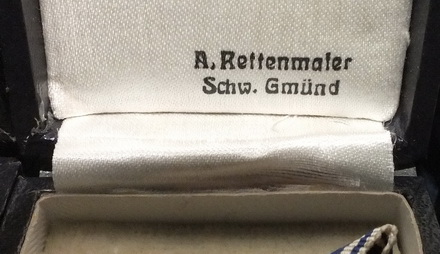 A. Rettenmaier
Schw. Gmünd